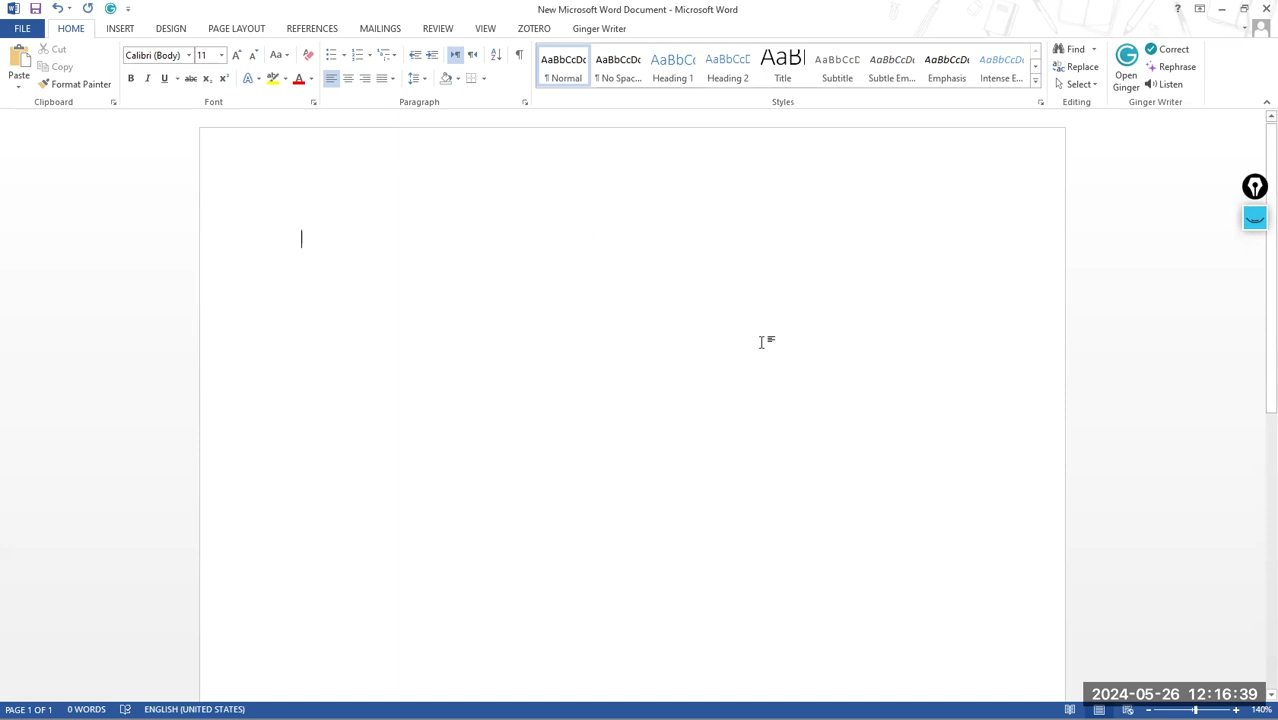 New Microsoft Word Document - Microsoft Word
FILE HOME INSERT DESIGN PAGE LAYOUT REFERENCES MAILINGS REVIEW VIEW ZOTERO Ginger Writer
Paste
Cut
Copy
Format Painter
Clipboard
Calibri (Body) 11
Font
Paragraph
AaBbCcDc AaBbCcDc AaBbC AaBbCcE AaB AaBbCcD AaBbCcDc AaBbCcDc AaBbCcDc
¶ Normal ¶ No Spac... Heading 1 Heading 2 Title Subtitle Subtle Em... Emphasis Intense E...
Styles
Find
Replace
Select
Editing
Open
Ginger
Correct
Rephrase
Listen
Ginger Writer
2024-05-26 12:16:39
PAGE 1 OF 1 0 WORDS ENGLISH (UNITED STATES) 140%